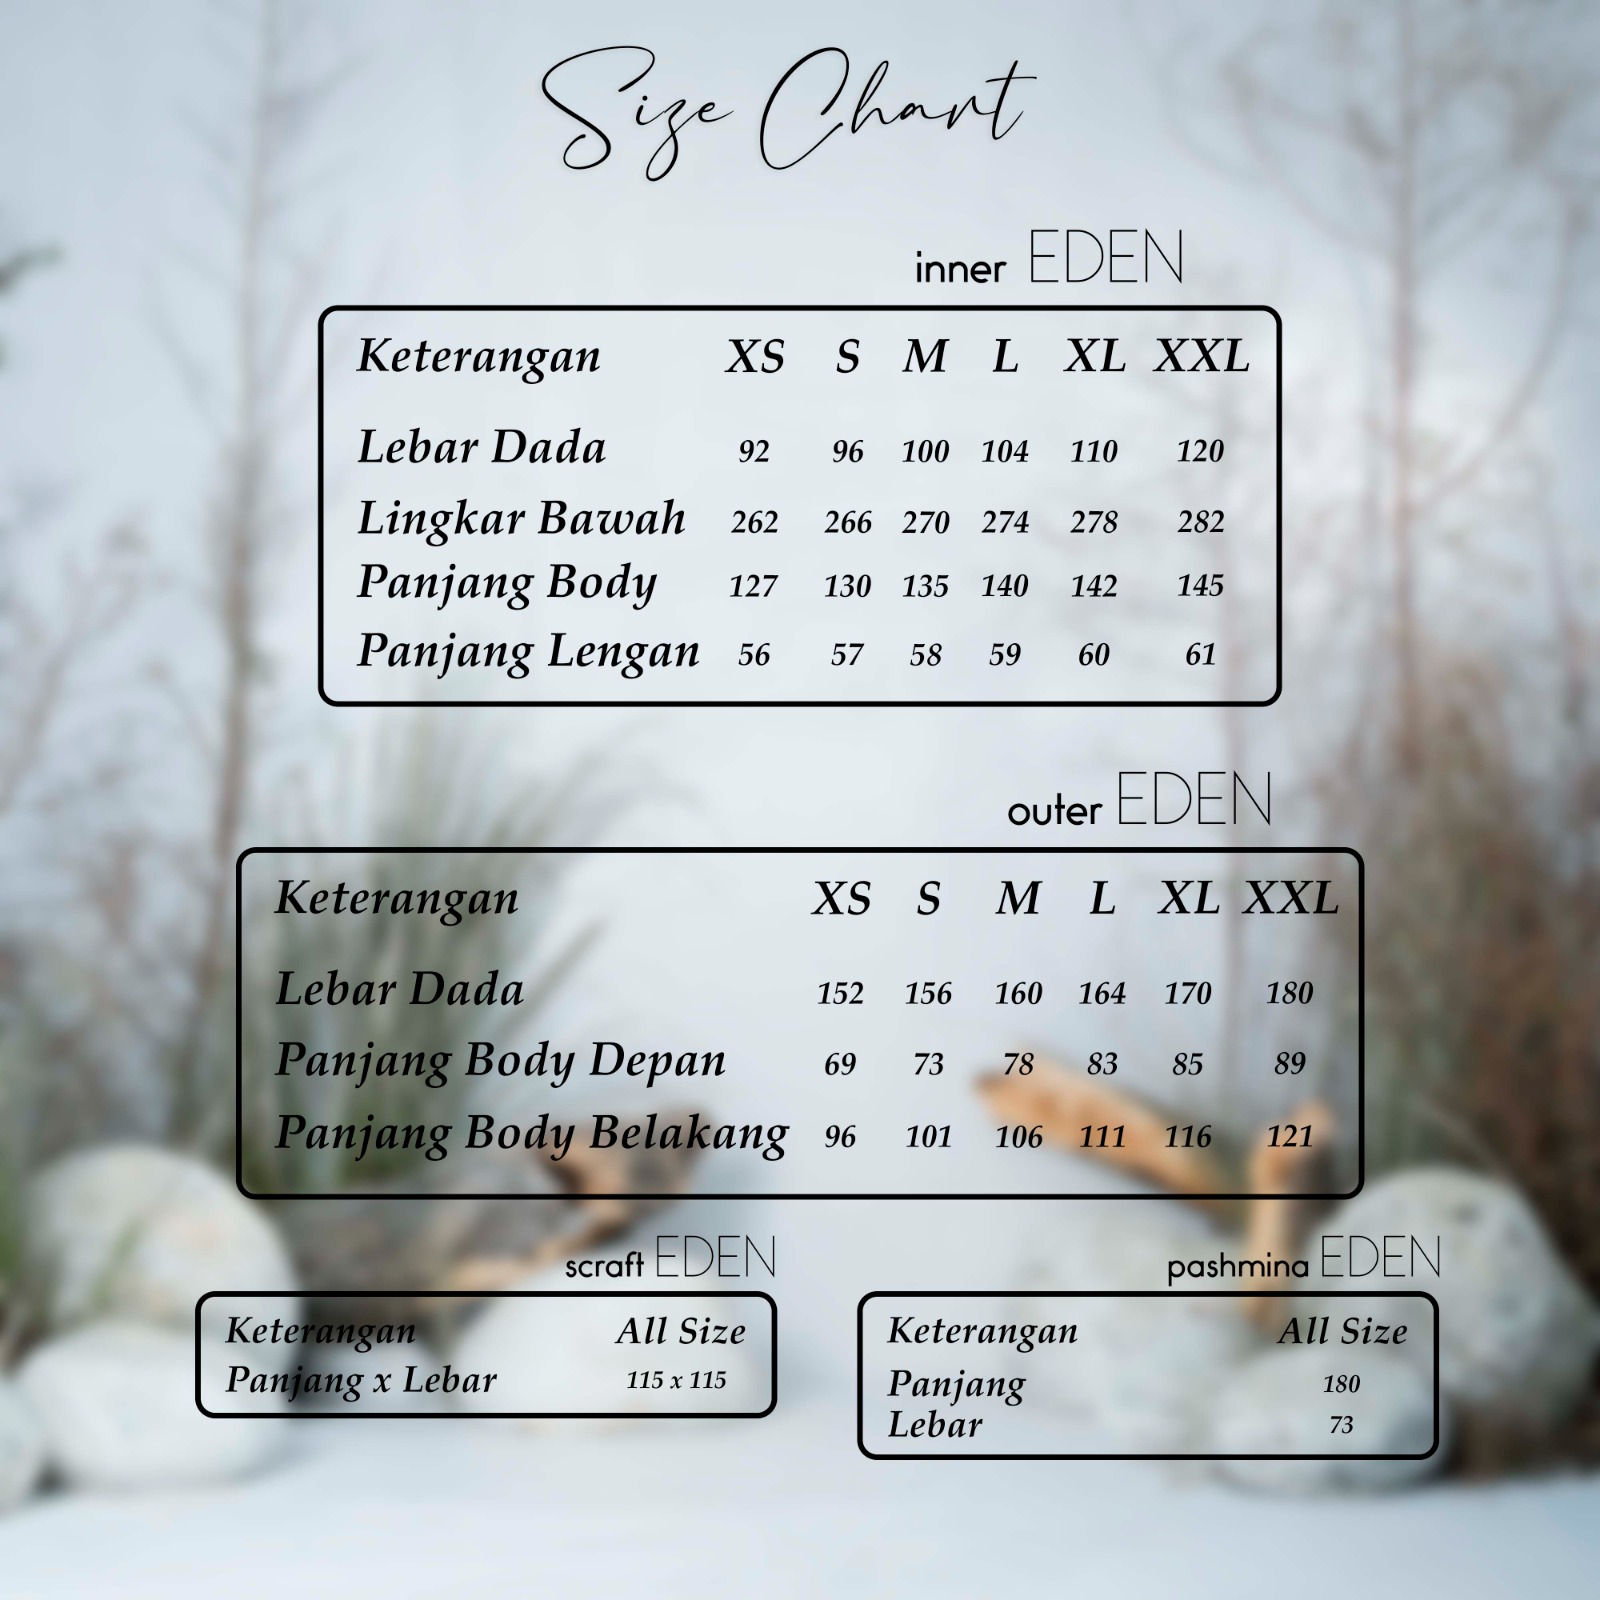 Size Chart
inner EDEN
Keterangan XS S M L XL XXL
Lebar Dada 92 96 100 104 110 120
Lingkar Bawah 262 266 270 274 278 282
Panjang Body 127 130 135 140 142 145
Panjang Lengan 56 57 58 59 60 61
outer EDEN
Keterangan XS S M L XL XXL
Lebar Dada 152 156 160 164 170 180
Panjang Body Depan 69 73 78 83 85 89
Panjang Body Belakang 96 101 106 111 116 121
scraft EDEN
Keterangan All Size
Panjang x Lebar 115 x 115
pashmina EDEN
Keterangan All Size
Panjang 180
Lebar 73